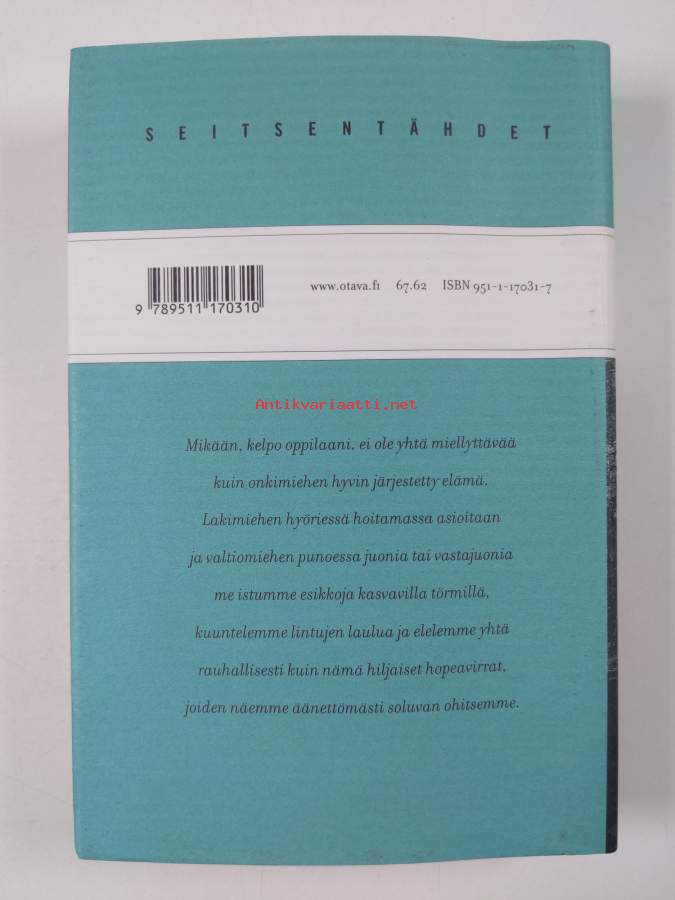 SEITSENTÄHDET
www.otava.fi 67.62 ISBN 951-1-17031-7
9 789511 170310
Antikvariaatti.net
Mikään, kelpo oppilaani, ei ole yhtä miellyttävää
kuin onkimiehen hyvin järjestetty elämä.
Lakimiehen hyöriessä hoitamassa asioitaan
ja valtiomiehen punoessa juonia tai vastajuonia
me istumme esikkoja kasvavilla törmillä,
kuuntelemme lintujen laulua ja elelemme yhtä
rauhallisesti kuin nämä hiljaiset hopeavirrat,
joiden näemme äänettömästi soluvan ohitsemme.